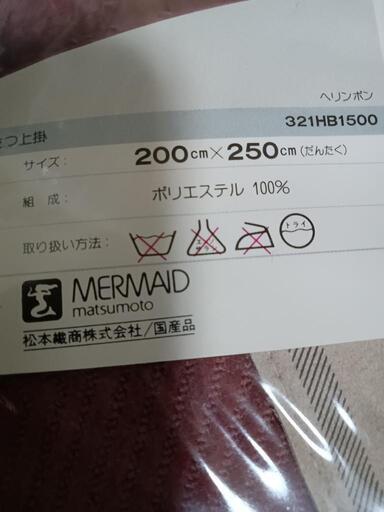 ヘリンボン
321HB1500
つ上掛
サイズ: 200cm×250cm(だんたく)
組 成: ポリエステル 100%
取り扱い方法: ドライ
MERMAID
matsumoto
松本織商株式会社/国産品